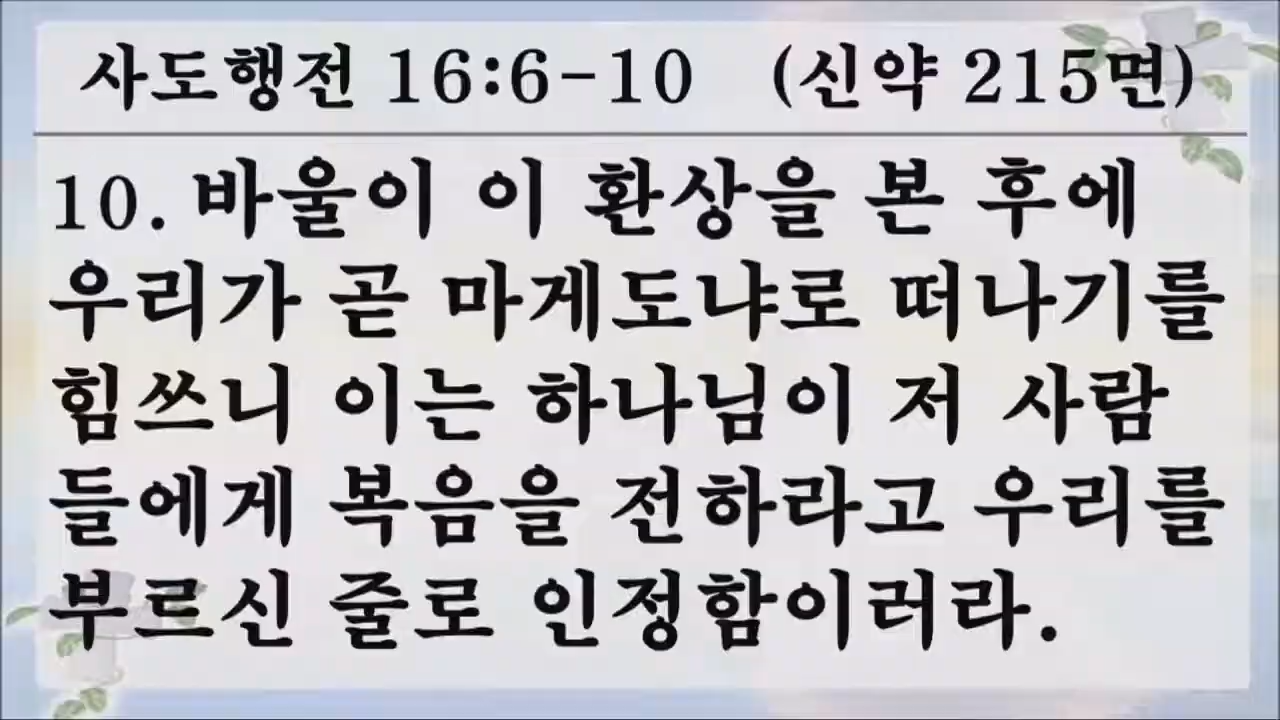 사도행전 16:6-10 (신약 215면)
10. 바울이 이 환상을 본 후에
우리가 곧 마게도냐로 떠나기를
힘쓰니 이는 하나님이 저 사람
들에게 복음을 전하라고 우리를
부르신 줄로 인정함이러라.